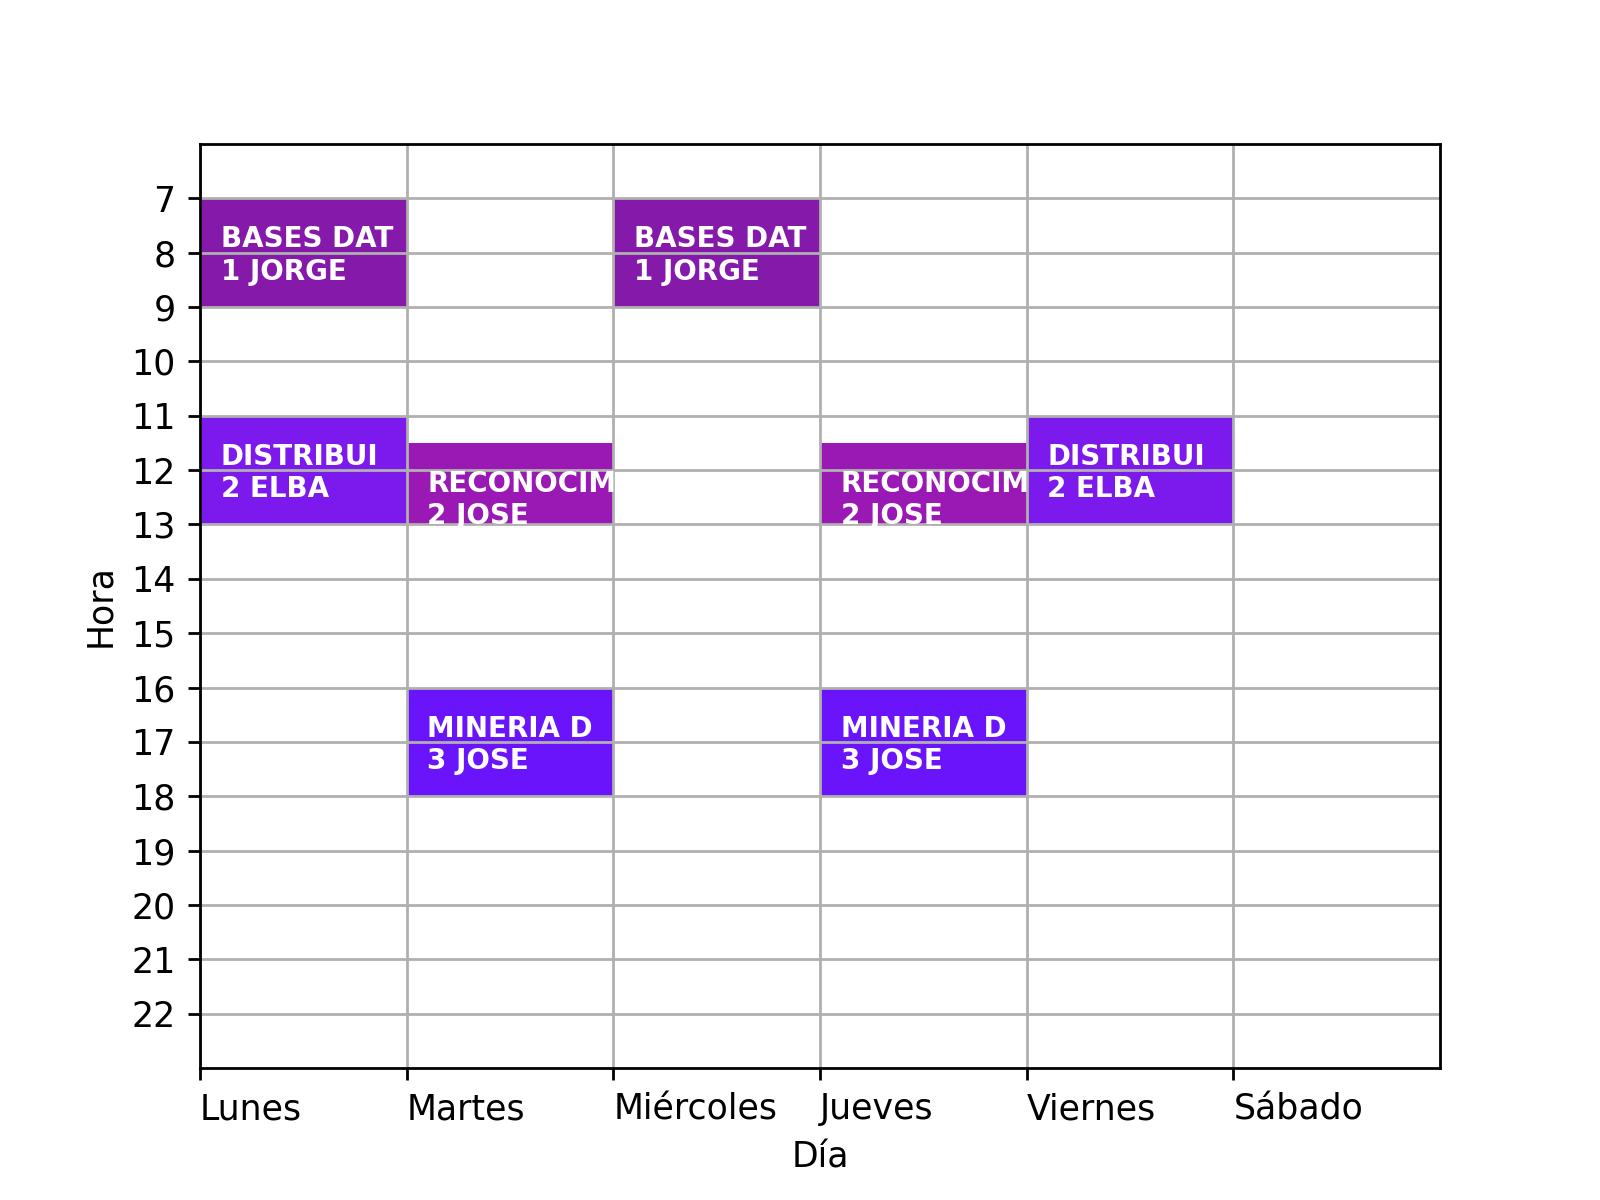 7
BASES DAT
1 JORGE
BASES DAT
1 JORGE
8
9
10
11
DISTRIBUI
2 ELBA
RECONOCIM
2 JOSE
RECONOCIM
2 JOSE
DISTRIBUI
2 ELBA
12
13
14
15
16
MINERIA D
3 JOSE
MINERIA D
3 JOSE
17
18
19
20
21
22
Hora
Lunes Martes Miércoles Jueves Viernes Sábado
Día